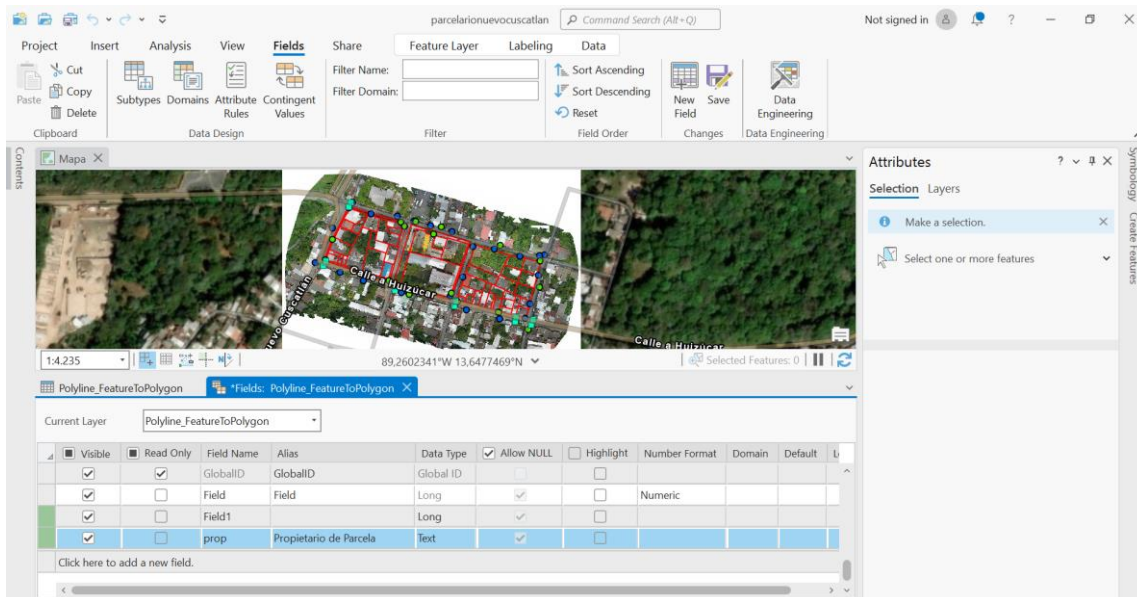 parcelarionuevocuscatlan
Command Search (Alt+Q)
Not signed in
?
Project Insert Analysis View Fields Share Feature Layer Labeling Data
Paste
Cut
Copy
Delete
Clipboard
Subtypes Domains Attribute Rules Contingent Values
Data Design
Filter Name:
Filter Domain:
Filter
Sort Ascending
Sort Descending
Reset
Field Order
New Field
Save
Changes
Data Engineering
Data Engineering
Contents
Mapa
Calle a Huizúcar
Calle a Huizúcar
1:4.235
89,2602341°W 13,6477469°N
Selected Features: 0
Polyline_FeatureToPolygon
*Fields: Polyline_FeatureToPolygon
Current Layer
Polyline_FeatureToPolygon
Visible Read Only Field Name Alias Data Type Allow NULL Highlight Number Format Domain Default
GlobalID GlobalID Global ID
Field Field Long Numeric
Field1 Long
prop Propietario de Parcela Text
Click here to add a new field.
Attributes
?
Selection Layers
Make a selection.
Select one or more features
Symbology
Create Features